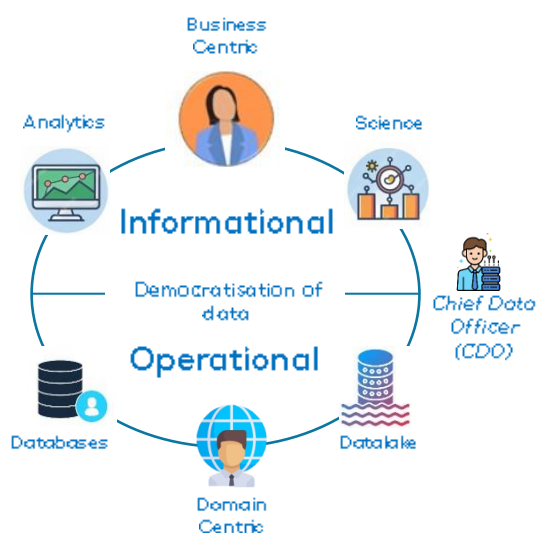 Business
Centric
Analytics
Science
Informational
Democratisation of
data
Chief Data
Officer
(CDO)
Operational
Databases
Datalake
Domain
Centric